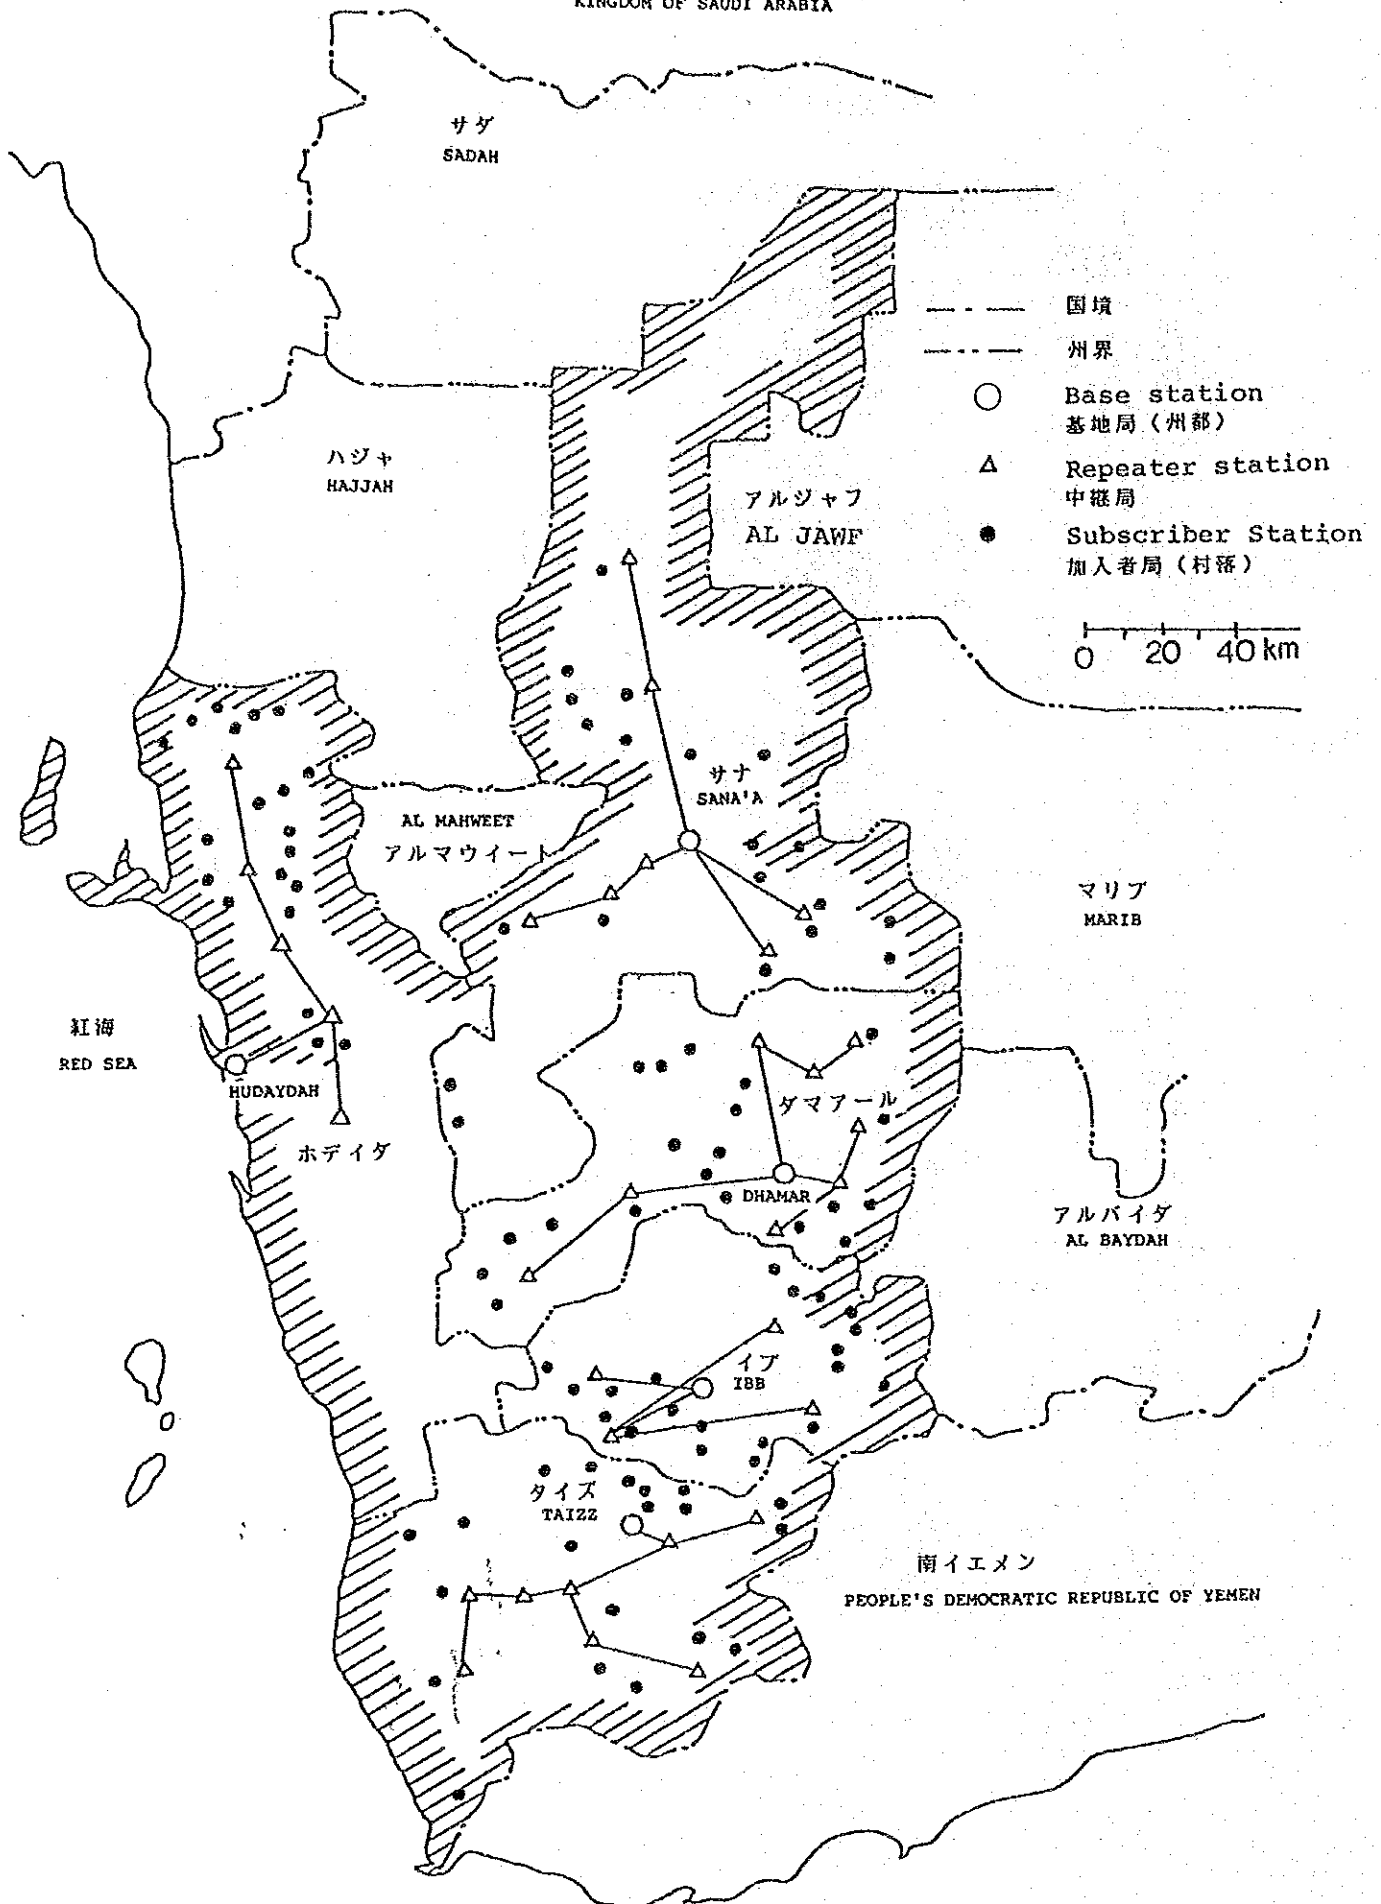 KINGDOM OF SAUDI ARABIA
サダ
SADAH
国境
州界
Base station
基地局（州都）
Repeater station
中継局
Subscriber Station
加入者局（村落）
0 20 40 km
ハジャ
HAJJAH
アルジャフ
AL JAWF
サナ
SANA'A
AL MAHWEET
アルマウイート
マリブ
MARIB
紅海
RED SEA
HUDAYDAH
ホデイダ
ダマアール
DHAMAR
アルバイダ
AL BAYDAH
イブ
IBB
タイズ
TAIZZ
南イエメン
PEOPLE'S DEMOCRATIC REPUBLIC OF YEMEN